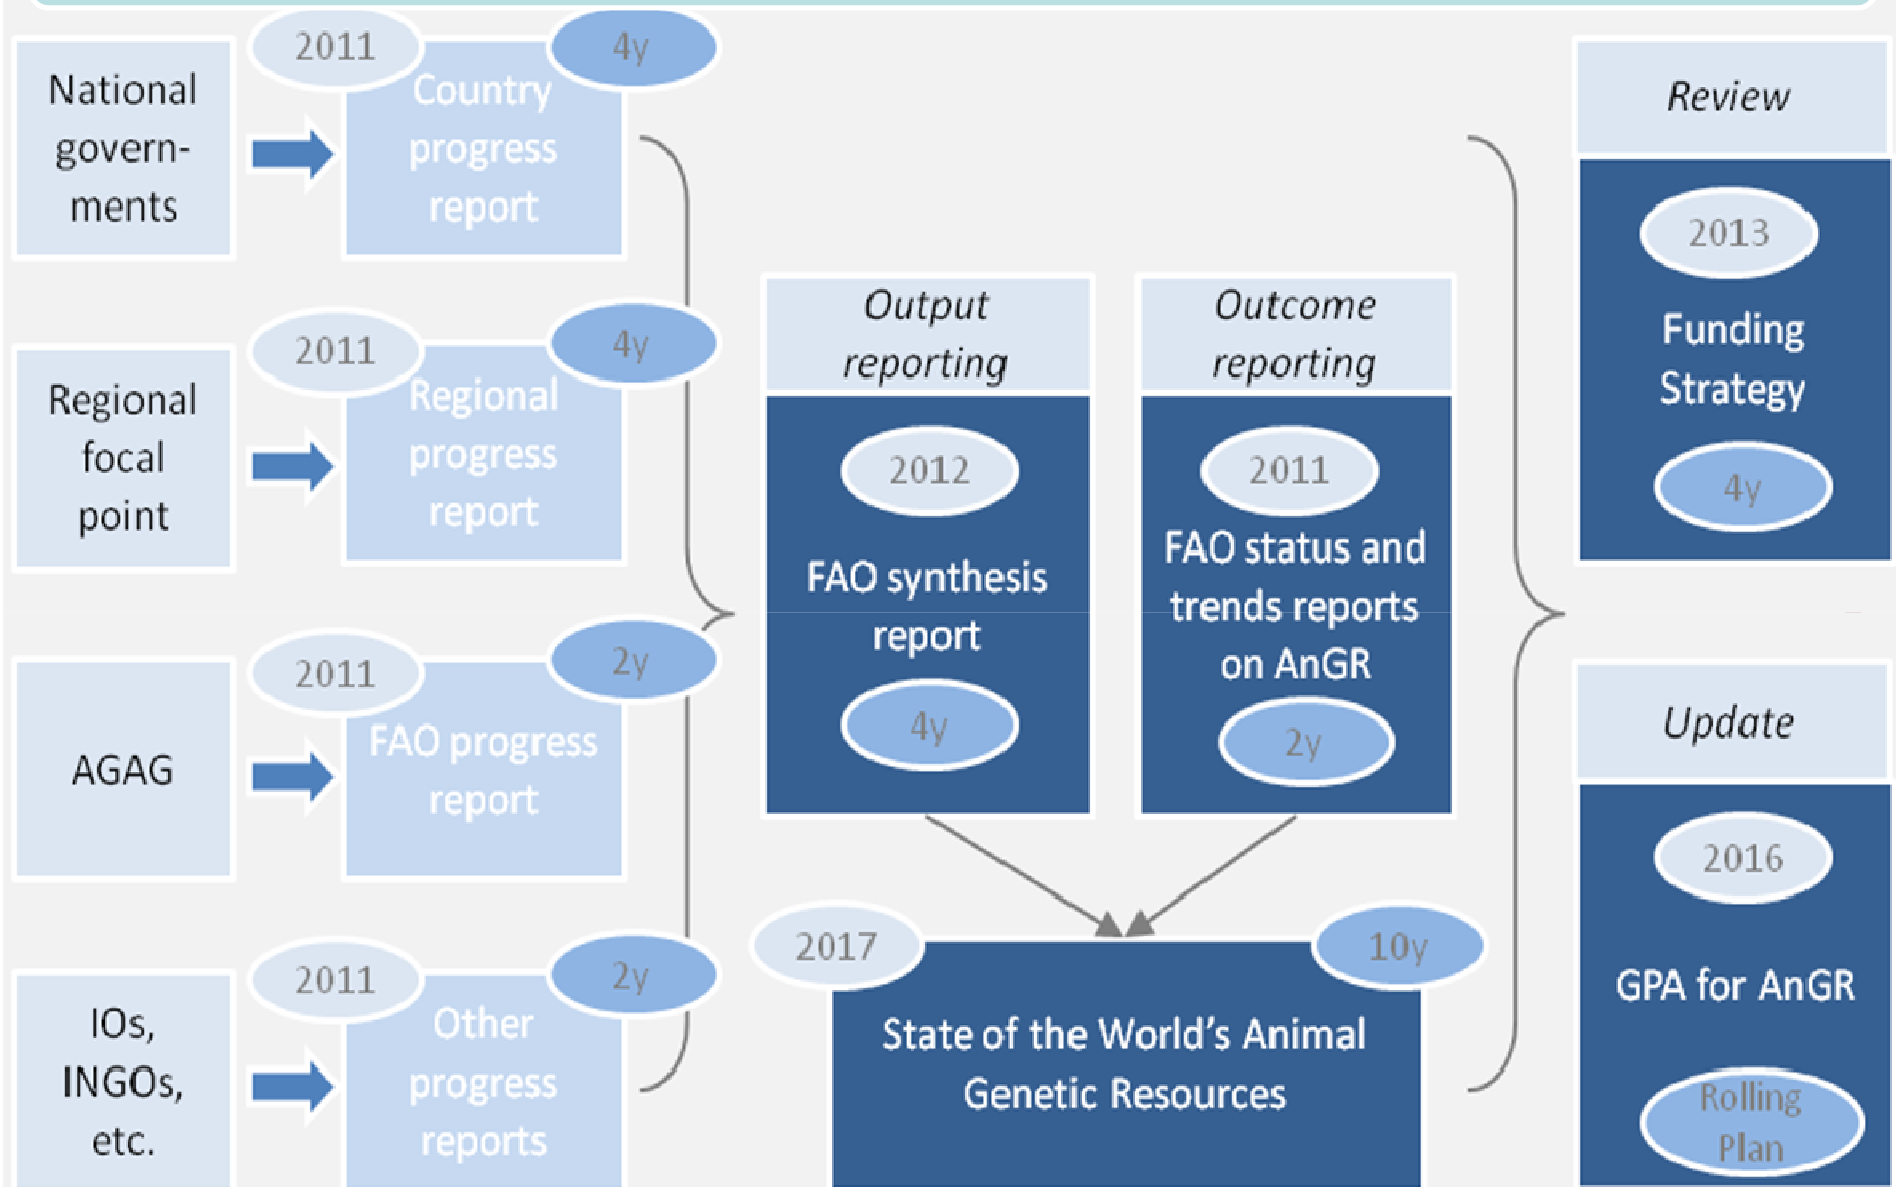 National
govern-
ments
2011
4y
Country
progress
report
Regional
focal
point
2011
4y
Regional
progress
report
AGAG
2011
2y
FAO progress
report
IOs,
INGOs,
etc.
2011
2y
Other
progress
reports
Output
reporting
2012
FAO synthesis
report
4y
Outcome
reporting
2011
FAO status and
trends reports
on AnGR
2y
2017
10y
State of the World’s Animal
Genetic Resources
Review
2013
Funding
Strategy
4y
Update
2016
GPA for AnGR
Rolling
Plan